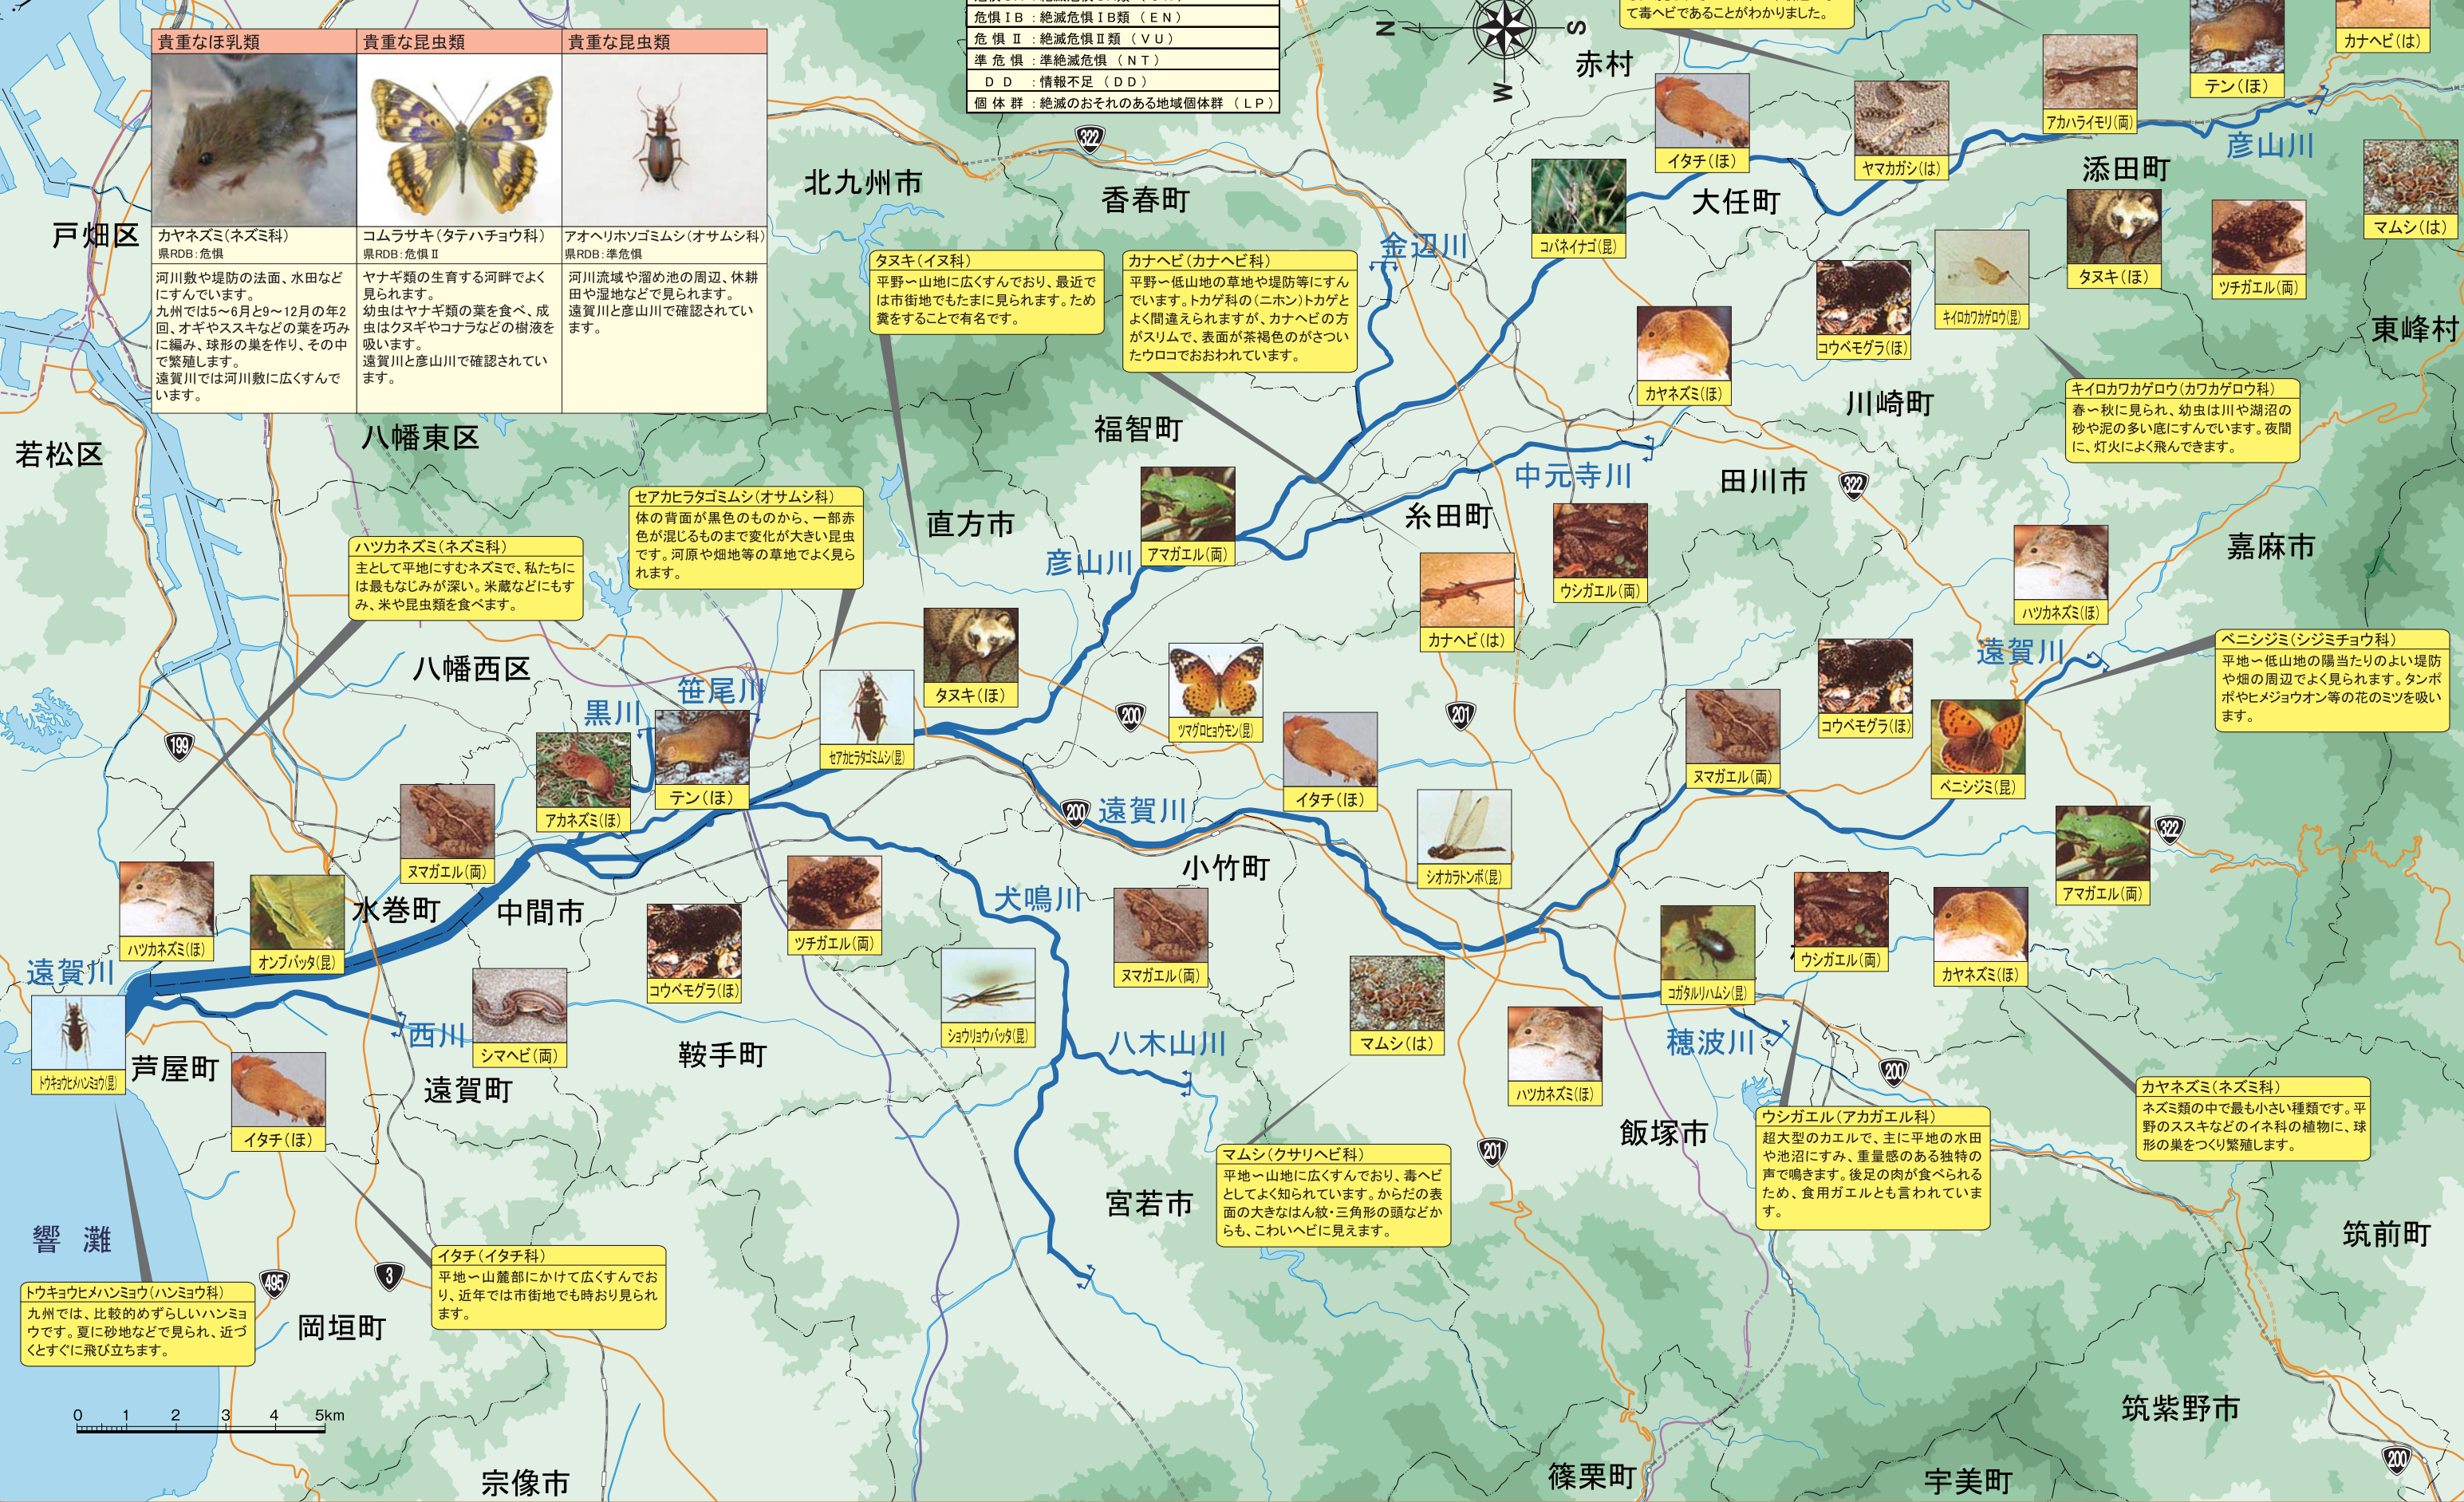 貴重なほ乳類
貴重な昆虫類
貴重な昆虫類
カヤネズミ(ネズミ科)
県RDB:危惧
河川敷や堤防の法面、水田など
にすんでいます。
九州では5～6月と9～12月の年2
回、オギやススキなどの葉を巧み
に編み、球形の巣を作り、その中
で繁殖します。
遠賀川では河川敷に広くすんで
います。
コムラサキ(タテハチョウ科)
県RDB:危惧Ⅱ
ヤナギ類の生育する河畔でよく
見られます。
幼虫はヤナギ類の葉を食べ、成
虫はクヌギやコナラなどの樹液を
吸います。
遠賀川と彦山川で確認されてい
ます。
アオヘリホソゴミムシ(オサムシ科)
県RDB:準危惧
河川流域や溜め池の周辺、休耕
田や湿地などで見られます。
遠賀川と彦山川で確認されてい
ます。
危惧ⅠB:絶滅危惧ⅠB類(EN)
危惧Ⅱ:絶滅危惧Ⅱ類(VU)
準危惧:準絶滅危惧(NT)
DD:情報不足(DD)
個体群:絶滅のおそれのある地域個体群(LP)
N
S
W
て毒ヘビであることがわかりました。
赤村
イタチ(ほ)
ヤマカガシ(は)
アカハライモリ(両)
テン(ほ)
カナヘビ(は)
彦山川
添田町
マムシ(は)
戸畑区
北九州市
322
香春町
大任町
コバネイナゴ(昆)
金辺川
タヌキ(ほ)
ツチガエル(両)
キイロカワカゲロウ(昆)
コウベモグラ(ほ)
東峰村
タヌキ(イヌ科)
平野～山地に広くすんでおり、最近で
は市街地でもたまに見られます。ため
糞をすることで有名です。
カナヘビ(カナヘビ科)
平野～低山地の草地や堤防等にすん
でいます。トカゲ科の(ニホン)トカゲと
よく間違えられますが、カナヘビの方
がスリムで、表面が茶褐色のがさつい
たウロコでおおわれています。
カヤネズミ(ほ)
川崎町
キイロカワカゲロウ(カワカゲロウ科)
春～秋に見られ、幼虫は川や湖沼の
砂や泥の多い底にすんでいます。夜間
に、灯火によく飛んできます。
若松区
八幡東区
福智町
中元寺川
田川市
322
糸田町
直方市
アマガエル(両)
彦山川
ウシガエル(両)
カナヘビ(は)
ハツカネズミ(ほ)
嘉麻市
セアカヒラタゴミムシ(オサムシ科)
体の背面が黒色のものから、一部赤
色が混じるものまで変化が大きい昆虫
です。河原や畑地等の草地でよく見ら
れます。
ハツカネズミ(ネズミ科)
主として平地にすむネズミで、私たちに
は最もなじみが深い。米蔵などにもす
み、米や昆虫類を食べます。
八幡西区
黒川
笹尾川
タヌキ(ほ)
セアカヒラタゴミムシ(昆)
200
ツマグロヒョウモン(昆)
イタチ(ほ)
201
ヌマガエル(両)
コウベモグラ(ほ)
遠賀川
ベニシジミ(昆)
ベニシジミ(シジミチョウ科)
平地～低山地の陽当たりのよい堤防
や畑の周辺でよく見られます。タンポ
ポやヒメジョウオン等の花のミツを吸い
ます。
199
アカネズミ(ほ)
テン(ほ)
ヌマガエル(両)
200
遠賀川
小竹町
シオカラトンボ(昆)
322
アマガエル(両)
ハツカネズミ(ほ)
オンブバッタ(昆)
水巻町
中間市
コウベモグラ(ほ)
ツチガエル(両)
犬鳴川
ヌマガエル(両)
コガタルリハムシ(昆)
ウシガエル(両)
カヤネズミ(ほ)
遠賀川
トウキョウヒメハンミョウ(昆)
芦屋町
西川
シマヘビ(両)
遠賀町
鞍手町
ショウリョウバッタ(昆)
八木山川
マムシ(は)
ハツカネズミ(ほ)
穂波川
200
飯塚市
イタチ(ほ)
宮若市
マムシ(クサリヘビ科)
平地～山地に広くすんでおり、毒ヘビ
としてよく知られています。からだの表
面の大きなはん紋・三角形の頭などか
らも、こわいヘビに見えます。
201
ウシガエル(アカガエル科)
超大型のカエルで、主に平地の水田
や池沼にすみ、重量感のある独特の
声で鳴きます。後足の肉が食べられる
ため、食用ガエルとも言われていま
す。
カヤネズミ(ネズミ科)
ネズミ類の中で最も小さい種類です。平
野のススキなどのイネ科の植物に、球
形の巣をつくり繁殖します。
響灘
イタチ(イタチ科)
平地～山麓部にかけて広くすんでお
り、近年では市街地でも時おり見られ
ます。
トウキョウヒメハンミョウ(ハンミョウ科)
九州では、比較的めずらしいハンミョ
ウです。夏に砂地などで見られ、近づ
くとすぐに飛び立ちます。
495
3
岡垣町
筑前町
筑紫野市
0 1 2 3 4 5km
宗像市
篠栗町
宇美町
200